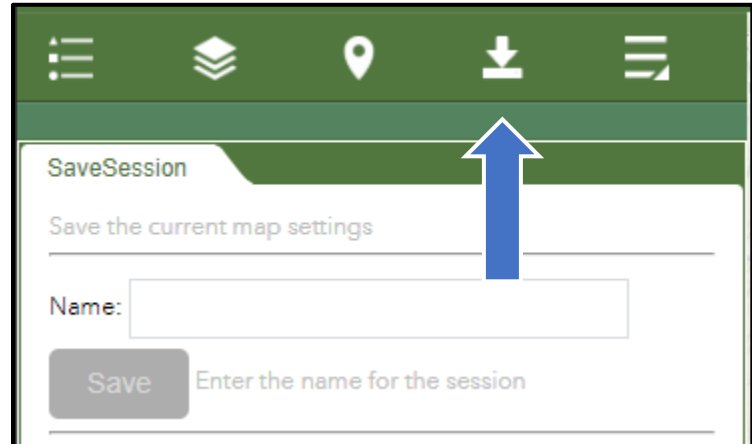 SaveSession
Save the current map settings
Name:
Save Enter the name for the session